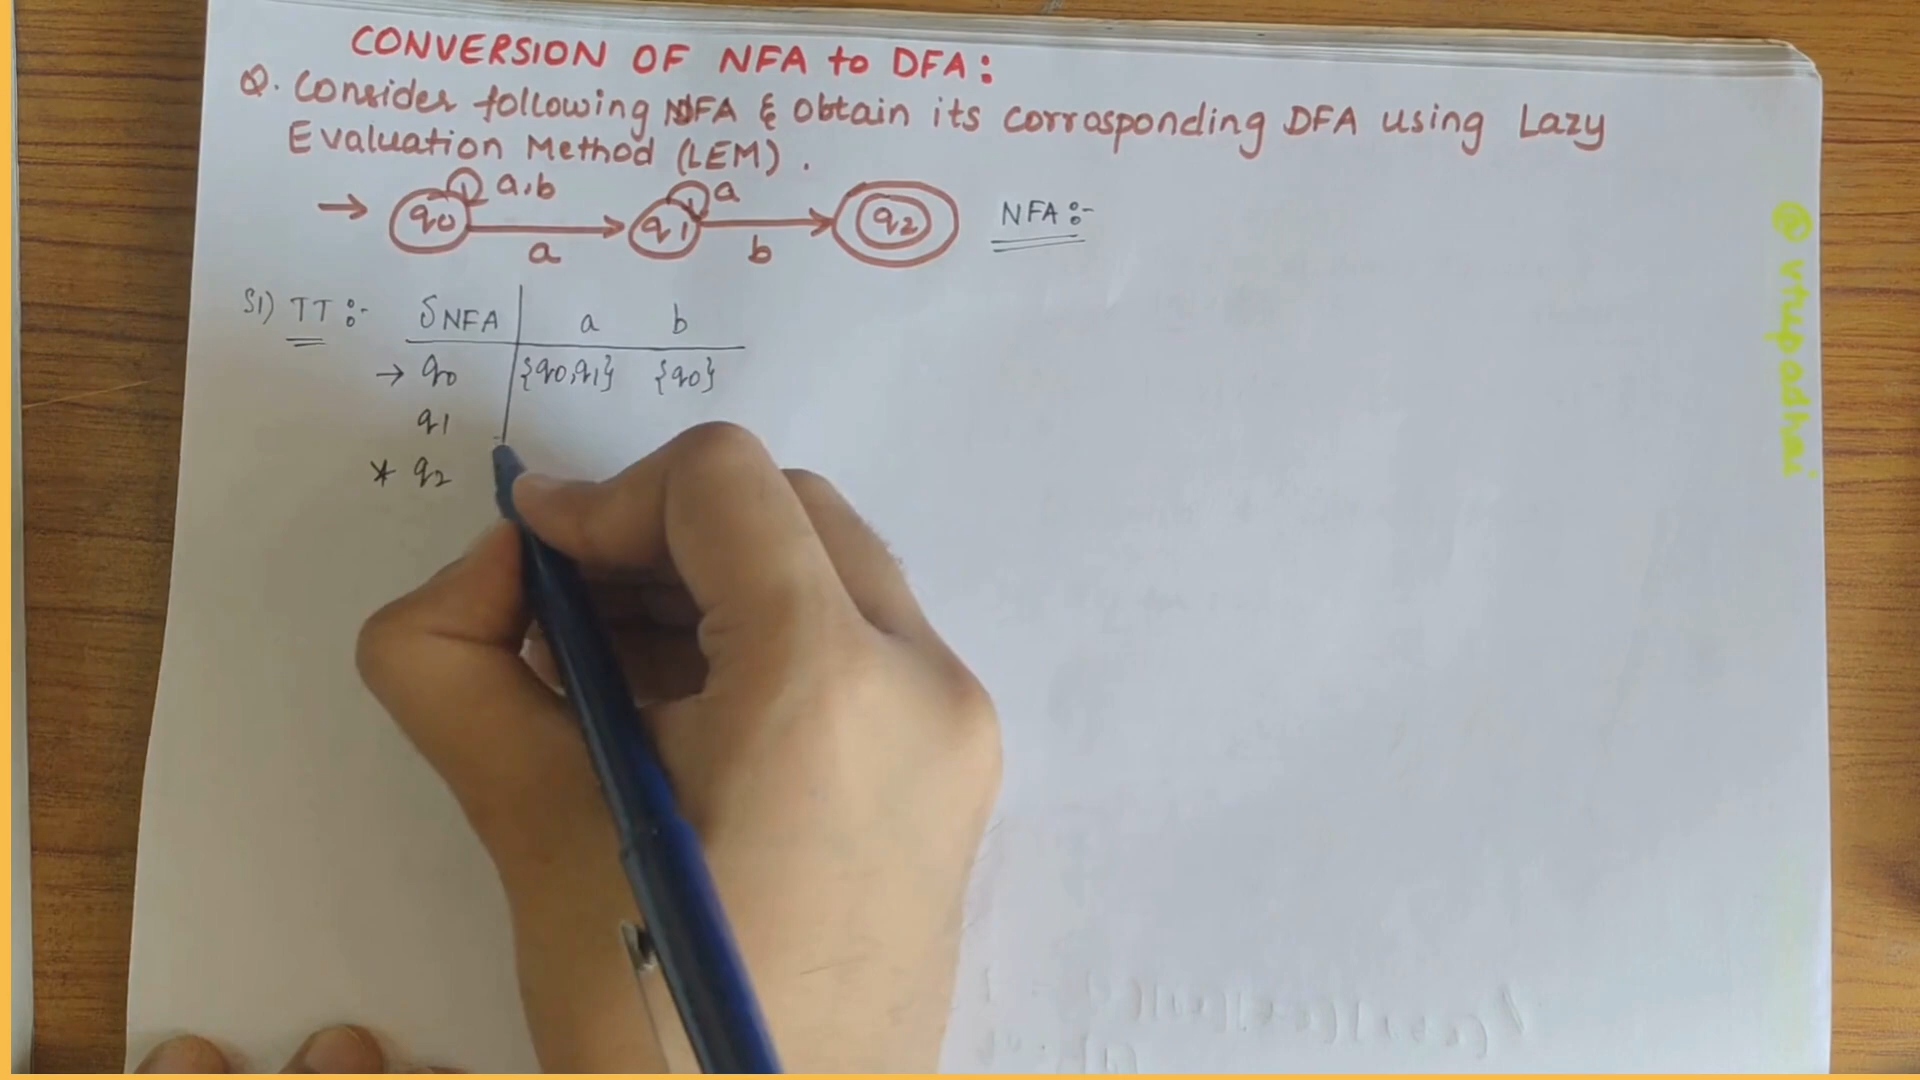 CONVERSION OF NFA to DFA:
Q. Consider following NFA & obtain its corrosponding DFA using Lazy
Evaluation Method (LEM).
→ q0 a,b a q1 a b q2 NFA :-
S1) TT :- δNFA a b
→ q0 {q0,q1} {q0}
q1
* q2
@ vtupadhai